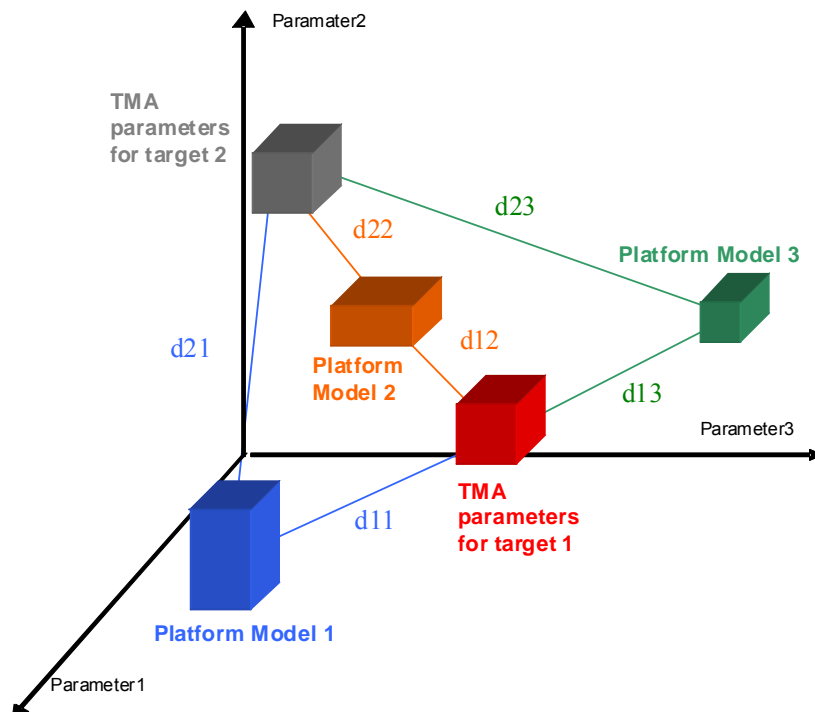 Paramater2
TMA
parameters
for target 2
d23
d22
Platform Model 3
d21
d12
Platform
Model 2
d13
Parameter3
TMA
parameters
for target 1
d11
Platform Model 1
Parameter1